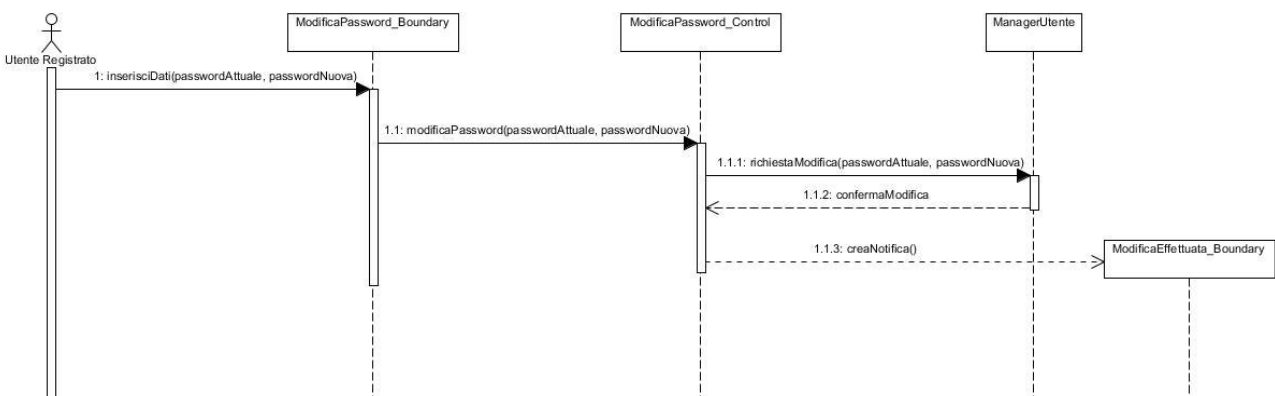 ModificaPassword_Boundary
ModificaPassword_Control
ManagerUtente
Utente Registrato
1: inserisciDati(passwordAttuale, passwordNuova)
1.1: modificaPassword(passwordAttuale, passwordNuova)
1.1.1: richiestaModifica(passwordAttuale, passwordNuova)
1.1.2: confermaModifica
1.1.3: creaNotifica()
ModificaEffettuata_Boundary